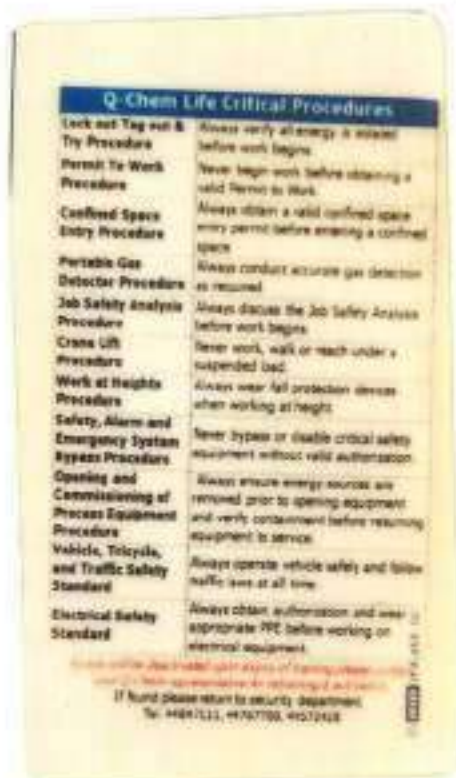 Q-Chem Life Critical Procedures
Lock out Tag out & Always verify all energy is isolated
Try Procedure before work begins.
Permit To Work Never begin work before obtaining a
Procedure valid Permit to Work
Confined Space Always obtain a valid confined space
Entry Procedure entry permit before entering a confined
space
Portable Gas Always conduct accurate gas detection
Detector Procedure as required
Job Safety Analysis Always discuss the Job Safety Analysis
Procedure before work begins.
Crane Lift Never work, walk or reach under a
Procedure suspended load.
Work at Heights Always wear fall protection devices
Procedure when working at height
Safety, Alarm and
Emergency System Never bypass or disable critical safety
Bypass Procedure equipment without valid authorization
Opening and Always ensure energy sources are
Commissioning of removed prior to opening equipment
Process Equipment and verify containment before returning
Procedure equipment to service.
Vehicle, Tricycle,
and Traffic Safety Always operate vehicle safely and follow
Standard traffic laws at all time
Electrical Safety Always obtain authorization and wear
Standard appropriate PPE before working on
electrical equipment.
If found please return to security department
Tel: